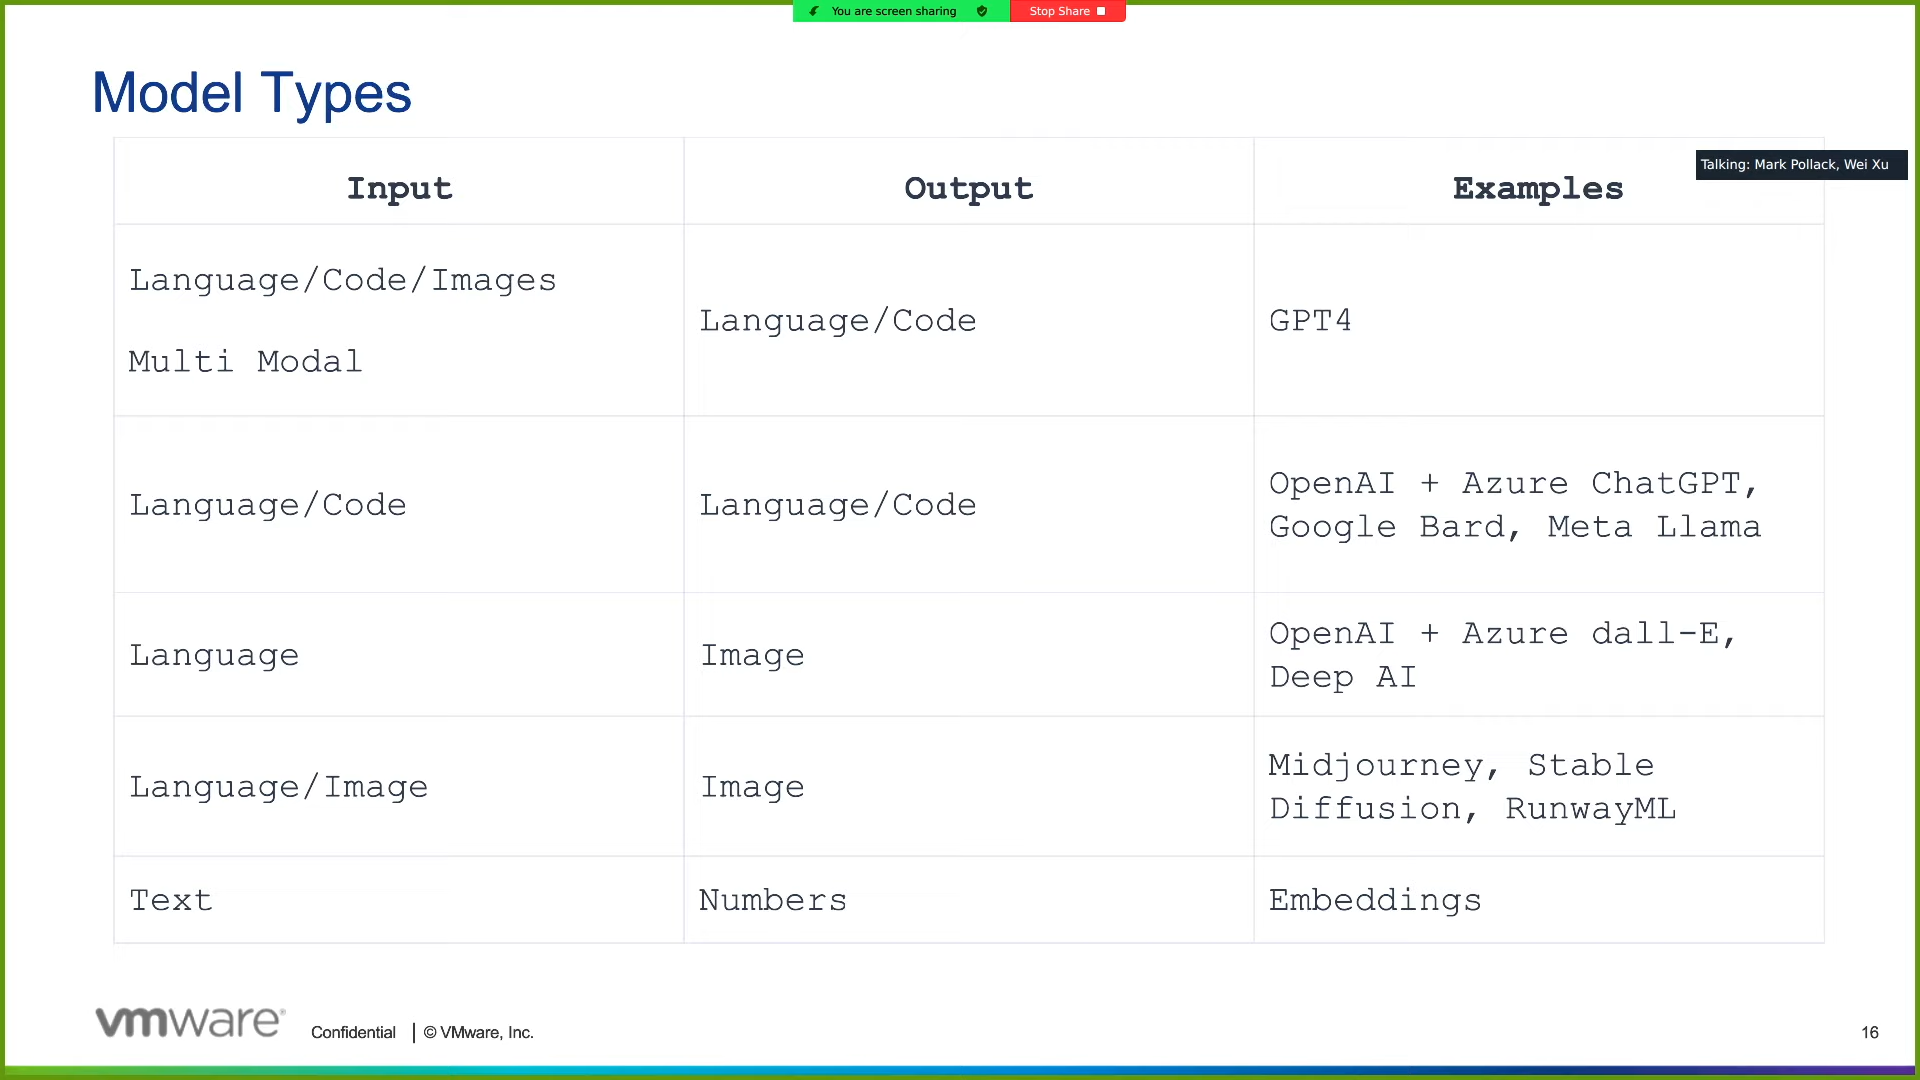 You are screen sharing
Stop Share
Model Types
Talking: Mark Pollack, Wei Xu
Input
Output
Examples
Language/Code/Images
Multi Modal
Language/Code
GPT4
Language/Code
Language/Code
OpenAI + Azure ChatGPT,
Google Bard, Meta Llama
Language
Image
OpenAI + Azure dall-E,
Deep AI
Language/Image
Image
Midjourney, Stable
Diffusion, RunwayML
Text
Numbers
Embeddings
vmware®
Confidential
© VMware, Inc.
16